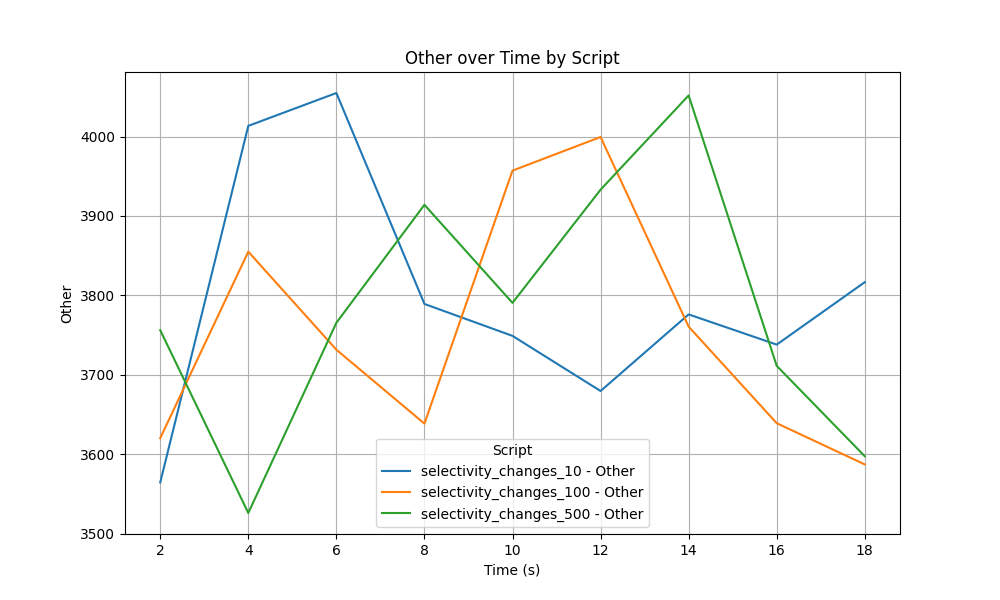 Other over Time by Script
Other
4000
3900
3800
3700
3600
3500
2 4 6 8 10 12 14 16 18
Time (s)
Script
selectivity_changes_10 - Other
selectivity_changes_100 - Other
selectivity_changes_500 - Other